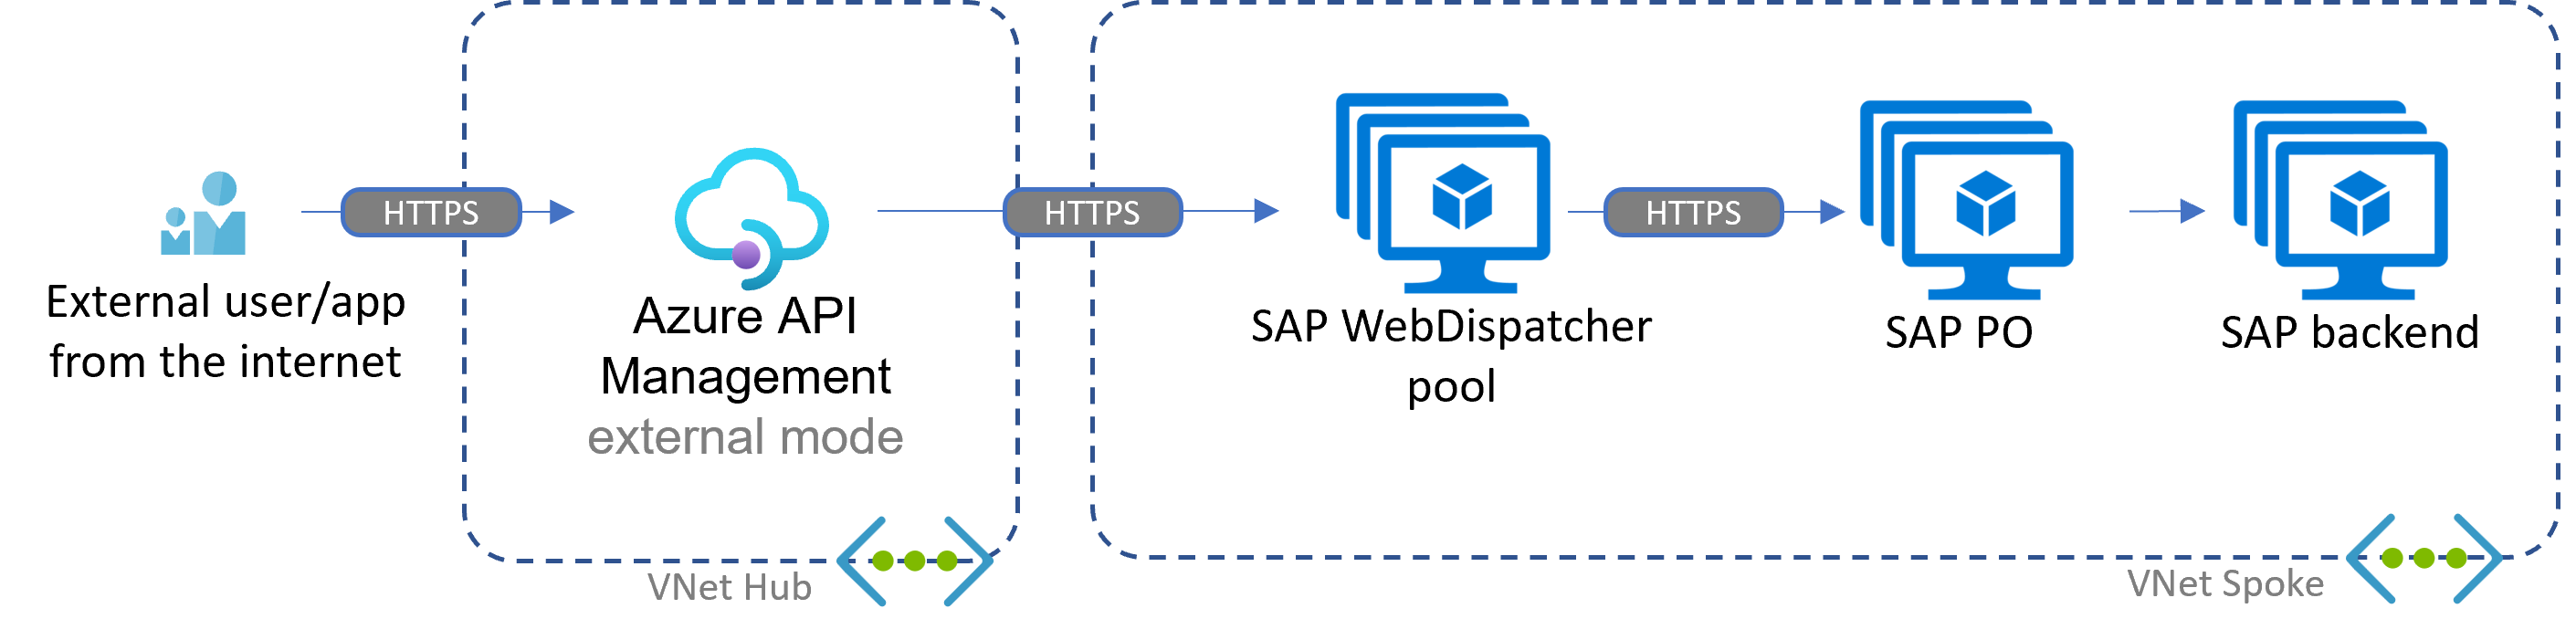 HTTPS
HTTPS
HTTPS
External user/app
from the internet
Azure API
Management
external mode
SAP WebDispatcher
pool
SAP PO
SAP backend
VNet Hub
VNet Spoke